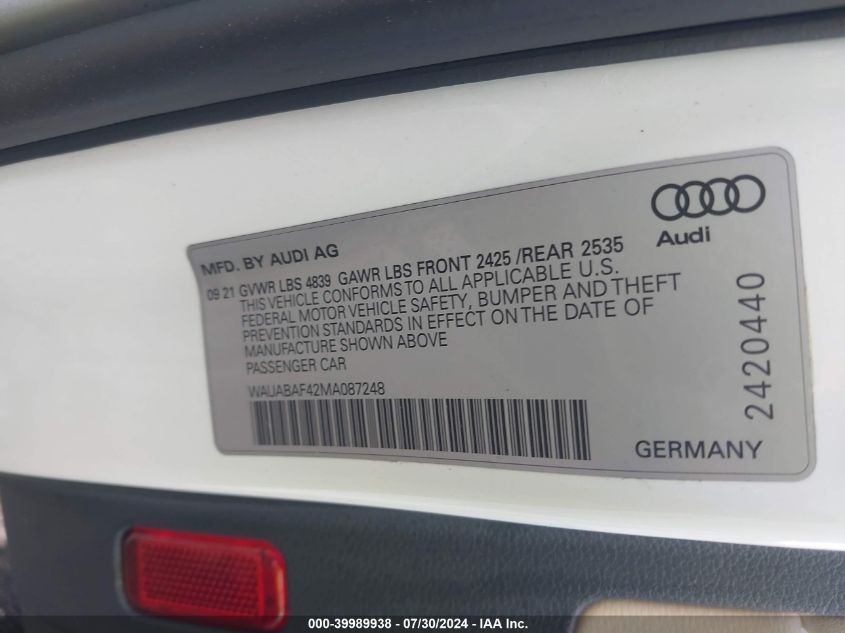 Audi
MFD. BY AUDI AG
09 21 GVWR LBS 4839 GAWR LBS FRONT 2425 /REAR 2535
THIS VEHICLE CONFORMS TO ALL APPLICABLE U.S.
FEDERAL MOTOR VEHICLE SAFETY, BUMPER AND THEFT
PREVENTION STANDARDS IN EFFECT ON THE DATE OF
MANUFACTURE SHOWN ABOVE
PASSENGER CAR
WAUABAF42MA087248
2420440
GERMANY
000-39989938 - 07/30/2024 - IAA Inc.